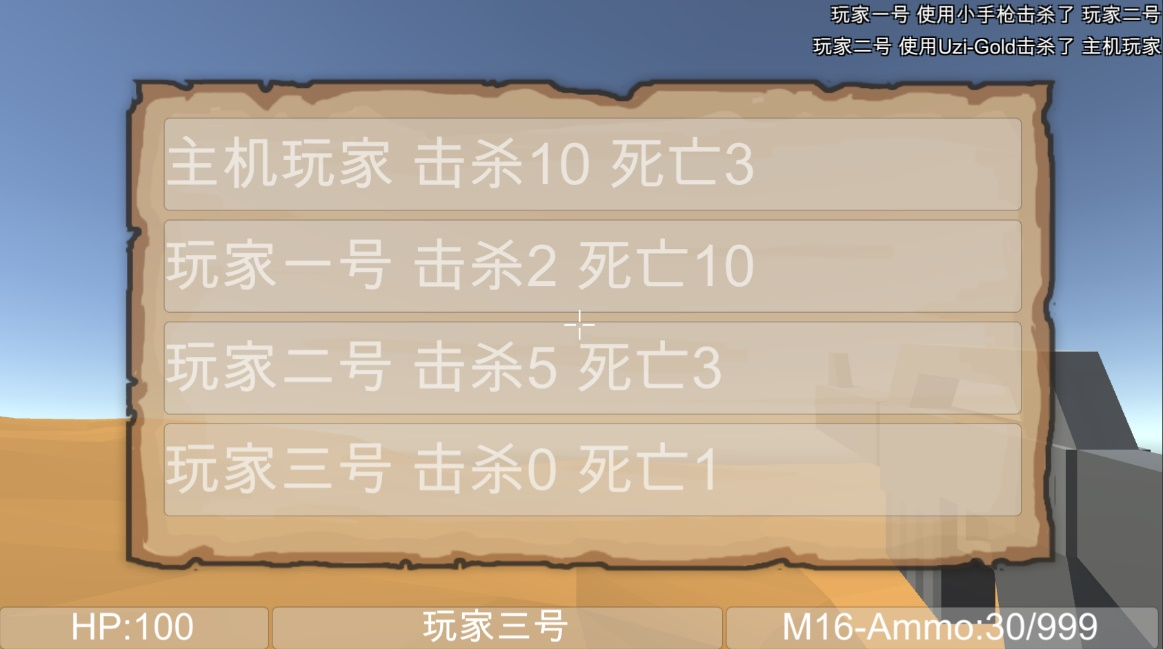 玩家一号 使用小手枪击杀了 玩家二号
玩家二号 使用Uzi-Gold击杀了 主机玩家
主机玩家 击杀10 死亡3
玩家一号 击杀2 死亡10
玩家二号 击杀5 死亡3
玩家三号 击杀0 死亡1
HP:100 玩家三号 M16-Ammo:30/999